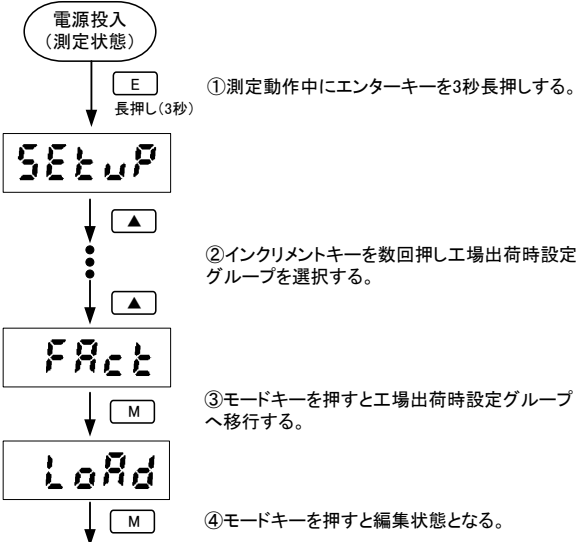 電源投入
（測定状態）
E
長押し（3秒）
①測定動作中にエンターキーを3秒長押しする。
SEtuP
▲
②インクリメントキーを数回押し工場出荷時設定
グループを選択する。
▲
FAct
M
③モードキーを押すと工場出荷時設定グループ
へ移行する。
LoAd
M
④モードキーを押すと編集状態となる。